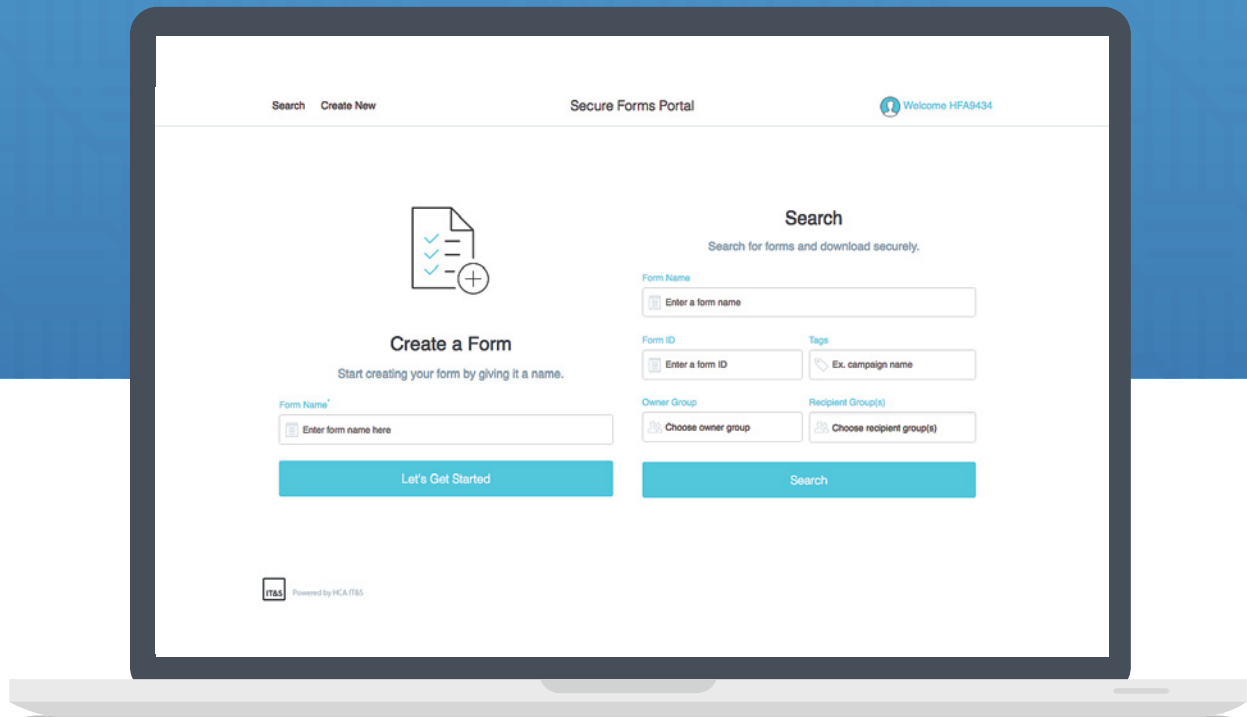 Search Create New Secure Forms Portal Welcome HFA9434
Create a Form
Start creating your form by giving it a name.
Form Name*
Enter form name here
Let's Get Started
Search
Search for forms and download securely.
Form Name
Enter a form name
Form ID Tags
Enter a form ID Ex. campaign name
Owner Group Recipient Group(s)
Choose owner group Choose recipient group(s)
Search
IT&S Powered by HCA IT&S